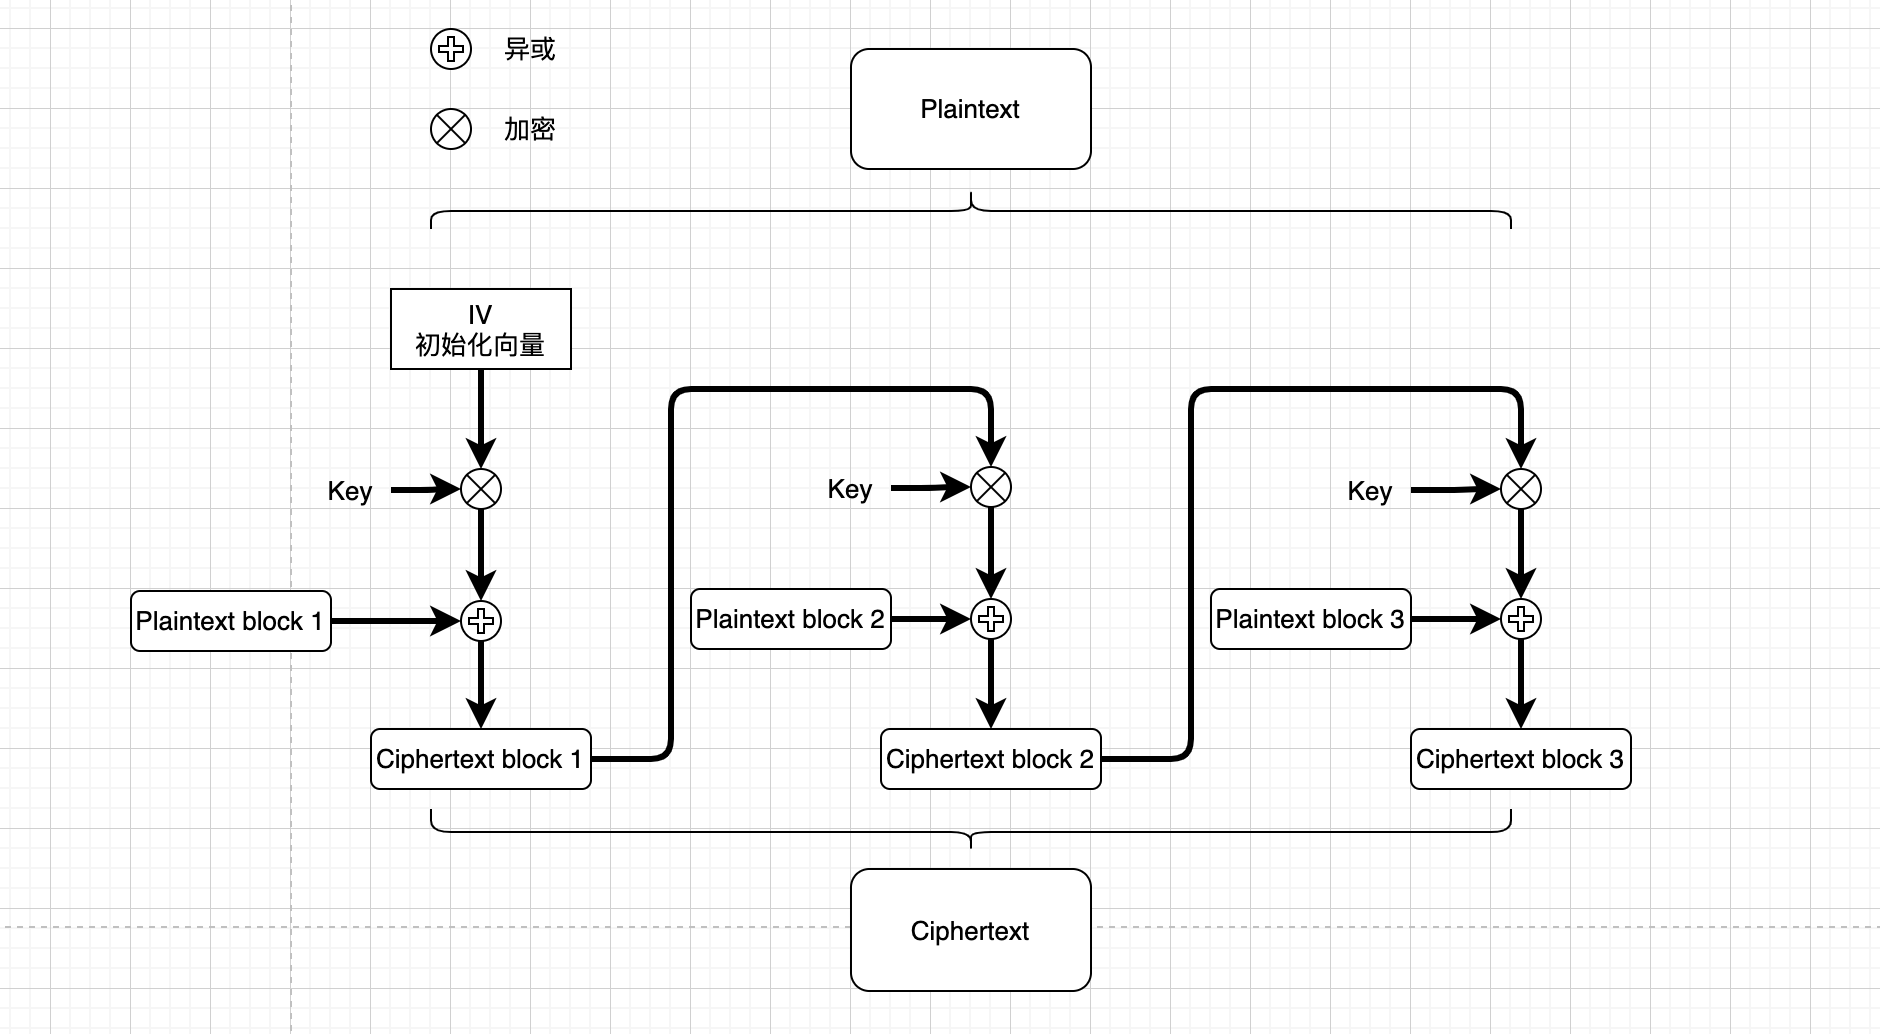 异或
加密
Plaintext
IV
初始化向量
Key
Key
Key
Plaintext block 1
Plaintext block 2
Plaintext block 3
Ciphertext block 1
Ciphertext block 2
Ciphertext block 3
Ciphertext